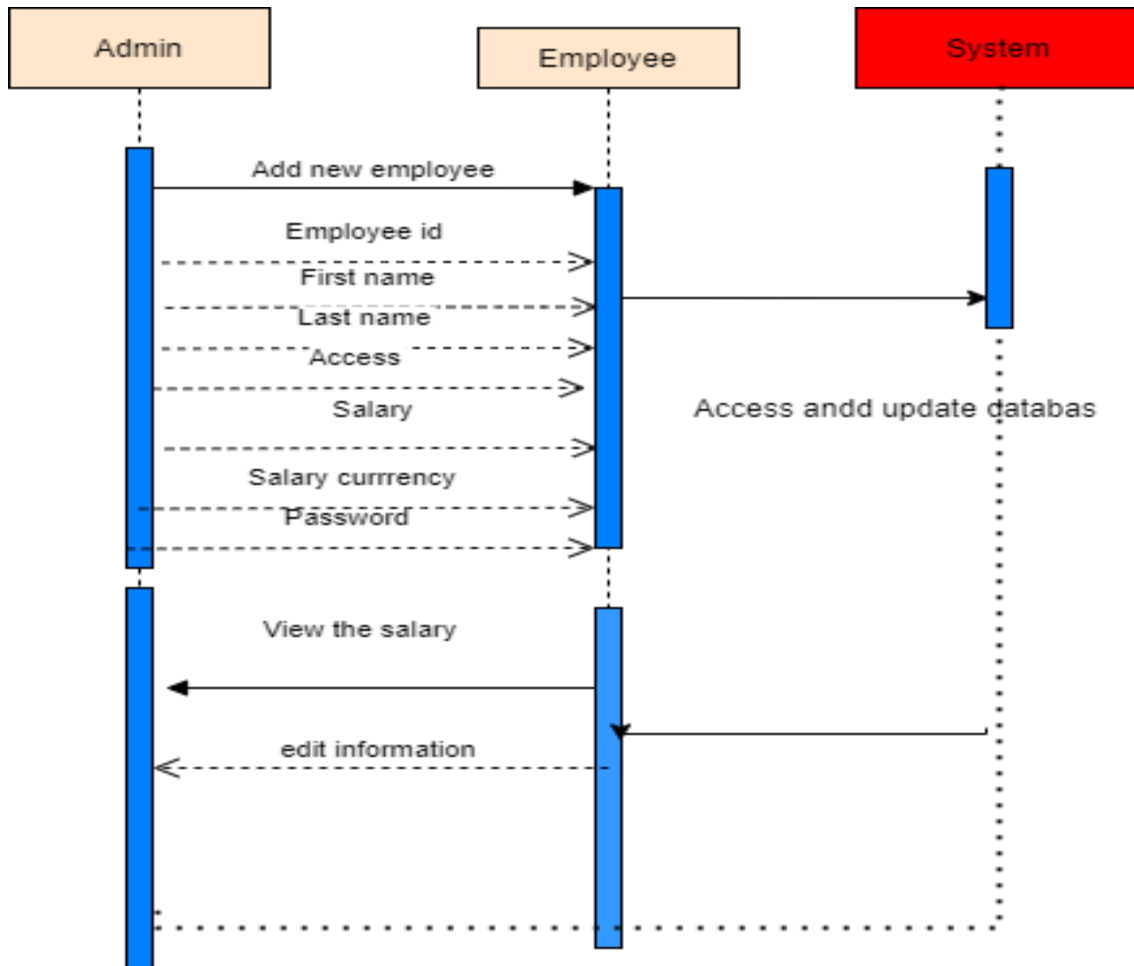 Admin
Employee
System
Add new employee
Employee id
First name
Last name
Access
Salary
Access andd update databas
Salary currrency
Password
View the salary
edit information